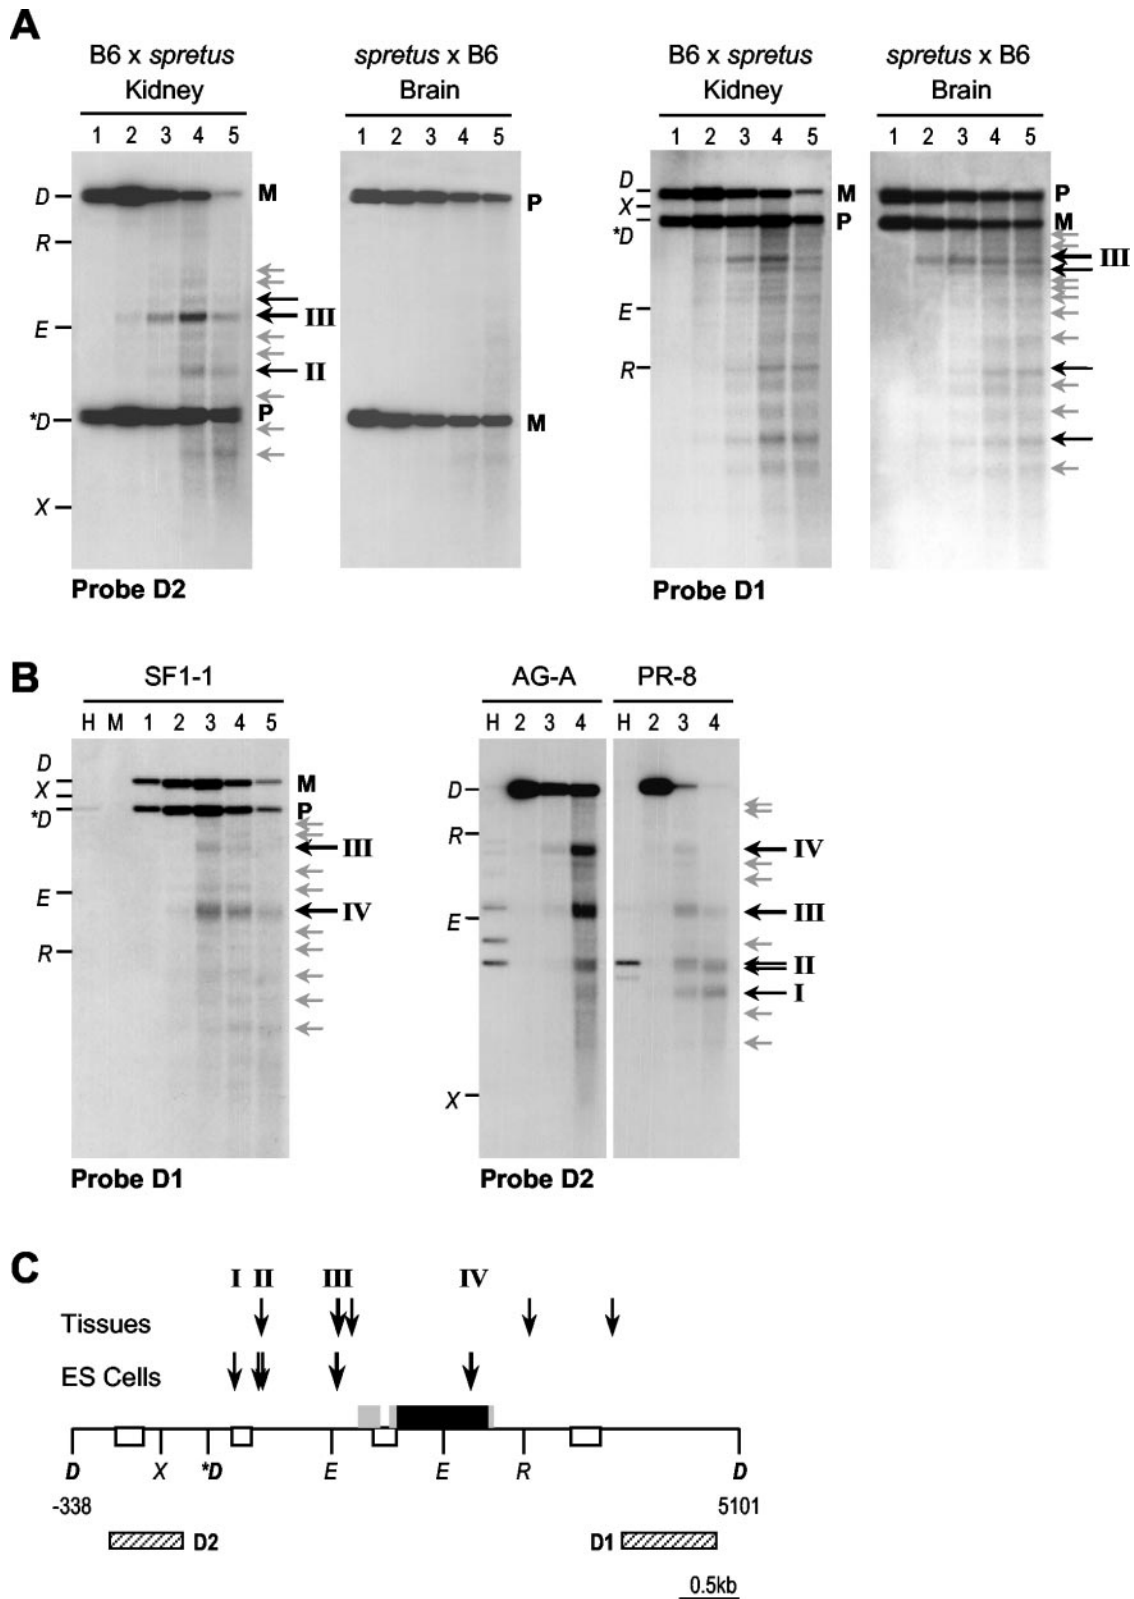 A
B6 x spretus
Kidney
spretus x B6
Brain
B6 x spretus
Kidney
spretus x B6
Brain
1 2 3 4 5
1 2 3 4 5
1 2 3 4 5
1 2 3 4 5
D
R
E
*D
X
M
III
II
P
P
M
D
X
*D
E
R
M
P
P
M
III
Probe D2
Probe D1
B
SF1-1
AG-A
PR-8
H M 1 2 3 4 5
H 2 3 4
H 2 3 4
D
X
*D
E
R
M
P
III
IV
D
R
E
X
IV
III
II
I
Probe D1
Probe D2
C
I II III IV
Tissues
ES Cells
D X *D E E R D
-338 5101
D2 D1
0.5kb